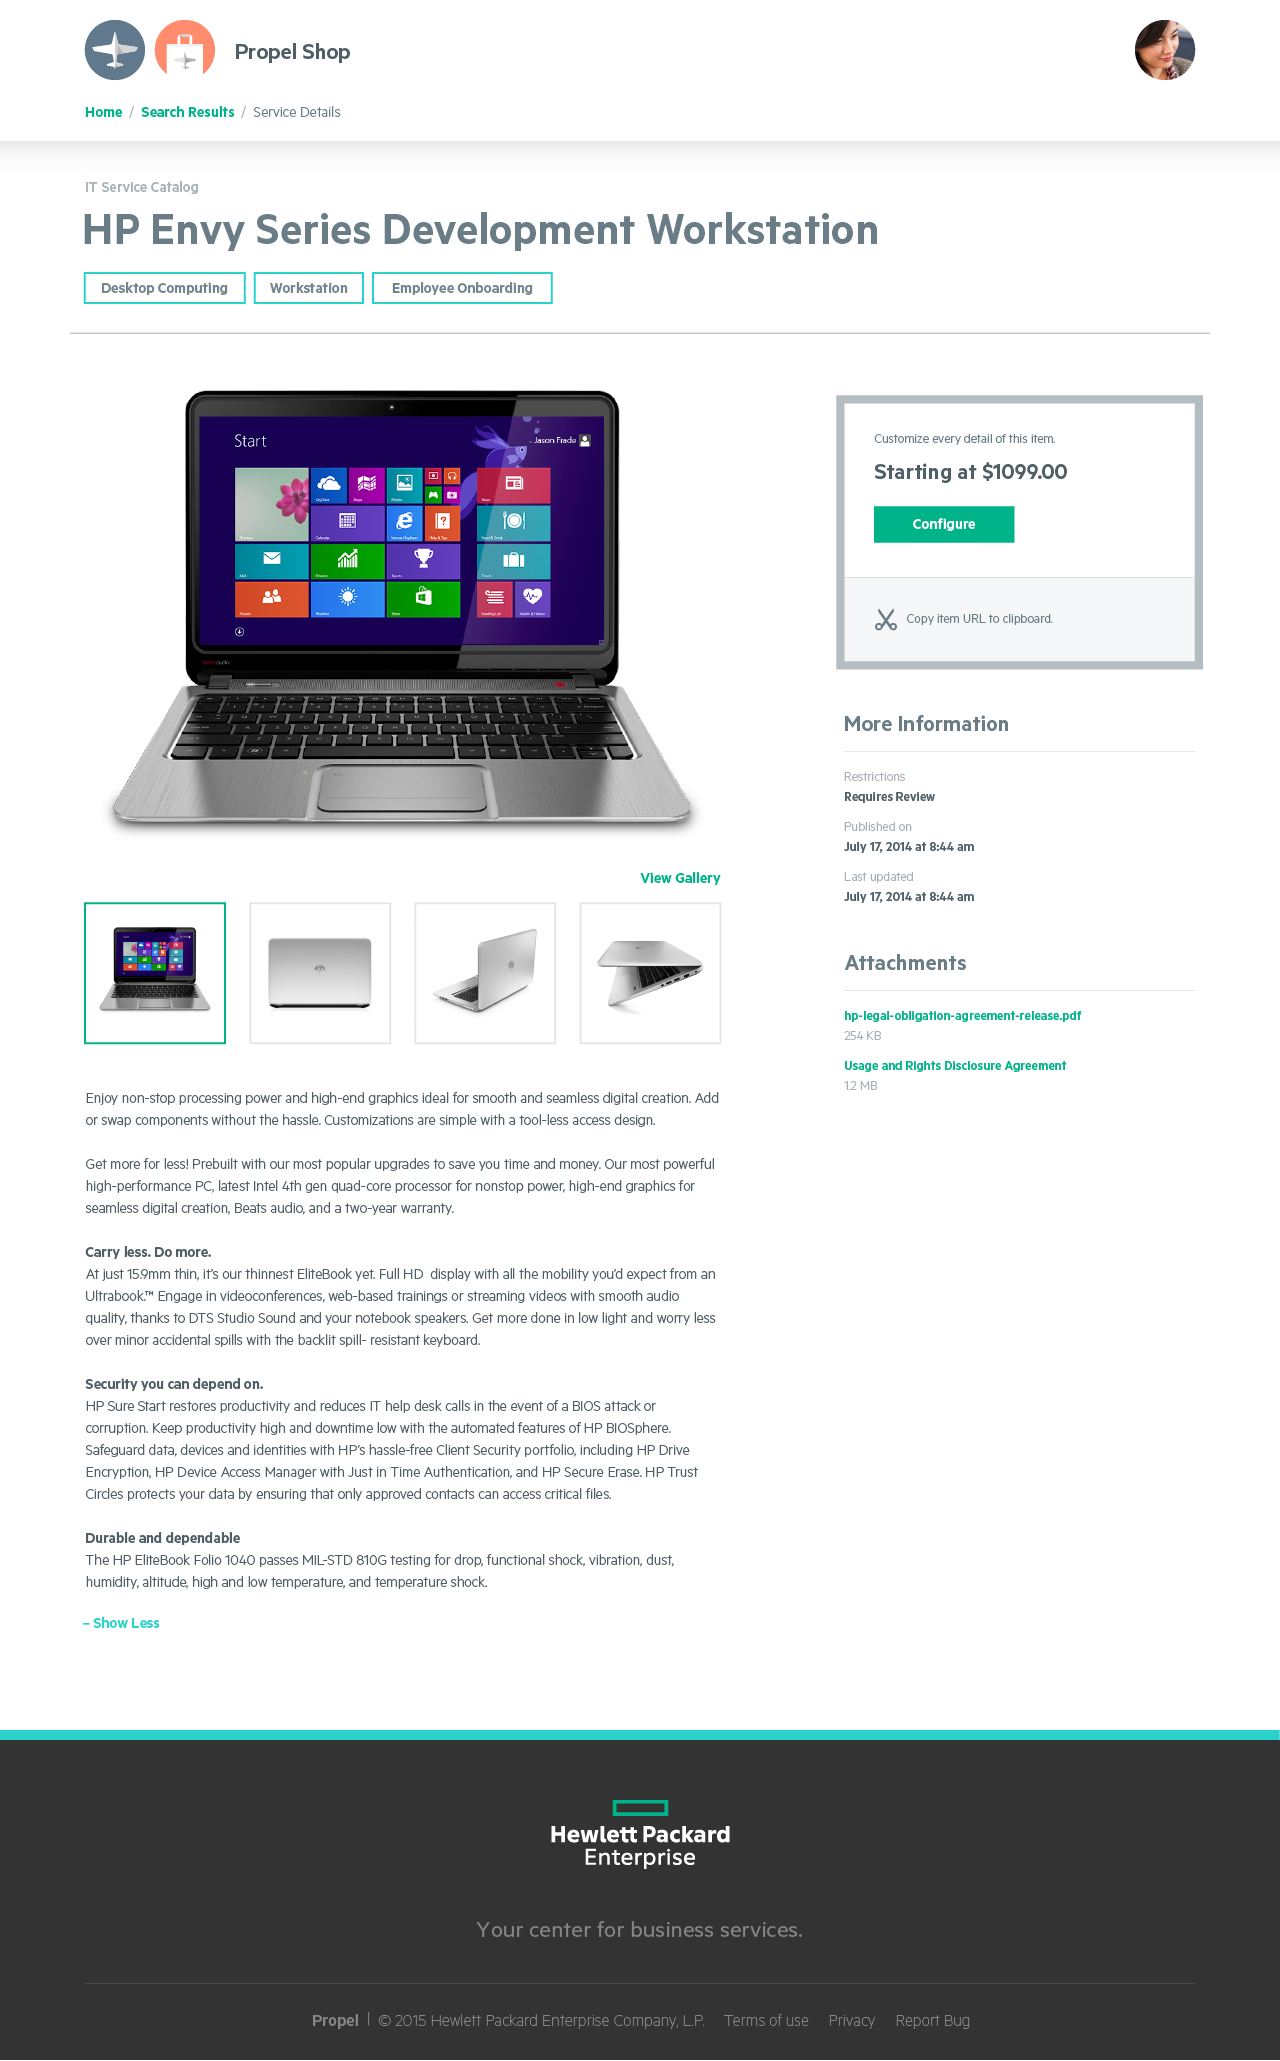 Propel Shop
Home / Search Results / Service Details
IT Service Catalog
HP Envy Series Development Workstation
Desktop Computing
Workstation
Employee Onboarding
Start
Jason Frade
Customize every detail of this item.
Starting at $1099.00
Configure
Copy item URL to clipboard.
More Information
Restrictions
Requires Review
Published on
July 17, 2014 at 8:44 am
Last updated
July 17, 2014 at 8:44 am
Attachments
hp-legal-obligation-agreement-release.pdf
254 KB
Usage and Rights Disclosure Agreement
1.2 MB
View Gallery
Enjoy non-stop processing power and high-end graphics ideal for smooth and seamless digital creation. Add
or swap components without the hassle. Customizations are simple with a tool-less access design.
Get more for less! Prebuilt with our most popular upgrades to save you time and money. Our most powerful
high-performance PC, latest Intel 4th gen quad-core processor for nonstop power, high-end graphics for
seamless digital creation, Beats audio, and a two-year warranty.
Carry less. Do more.
At just 15.9mm thin, it's our thinnest EliteBook yet. Full HD  display with all the mobility you'd expect from an
Ultrabook.™ Engage in videoconferences, web-based trainings or streaming videos with smooth audio
quality, thanks to DTS Studio Sound and your notebook speakers. Get more done in low light and worry less
over minor accidental spills with the backlit spill- resistant keyboard.
Security you can depend on.
HP Sure Start restores productivity and reduces IT help desk calls in the event of a BIOS attack or
corruption. Keep productivity high and downtime low with the automated features of HP BIOSphere.
Safeguard data, devices and identities with HP's hassle-free Client Security portfolio, including HP Drive
Encryption, HP Device Access Manager with Just in Time Authentication, and HP Secure Erase. HP Trust
Circles protects your data by ensuring that only approved contacts can access critical files.
Durable and dependable
The HP EliteBook Folio 1040 passes MIL-STD 810G testing for drop, functional shock, vibration, dust,
humidity, altitude, high and low temperature, and temperature shock.
– Show Less
Hewlett Packard
Enterprise
Your center for business services.
Propel | © 2015 Hewlett Packard Enterprise Company, L.P. Terms of use Privacy Report Bug